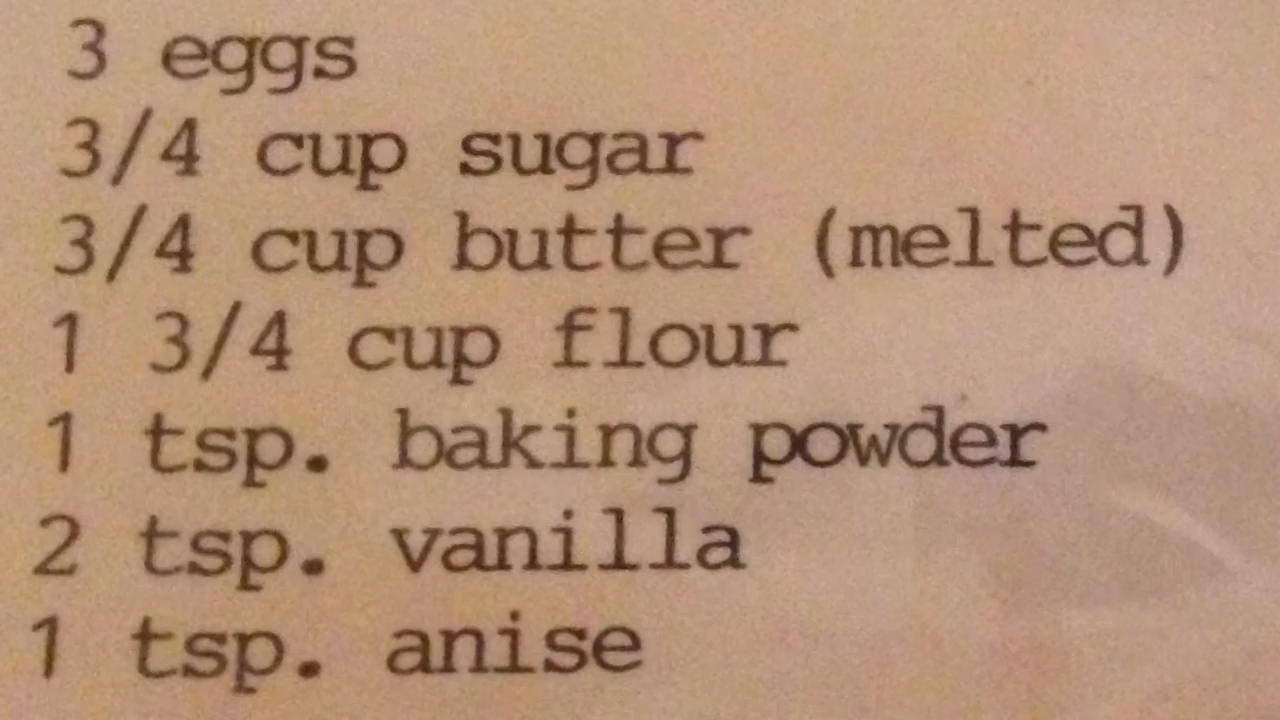 3 eggs
3/4 cup sugar
3/4 cup butter (melted)
1 3/4 cup flour
1 tsp. baking powder
2 tsp. vanilla
1 tsp. anise